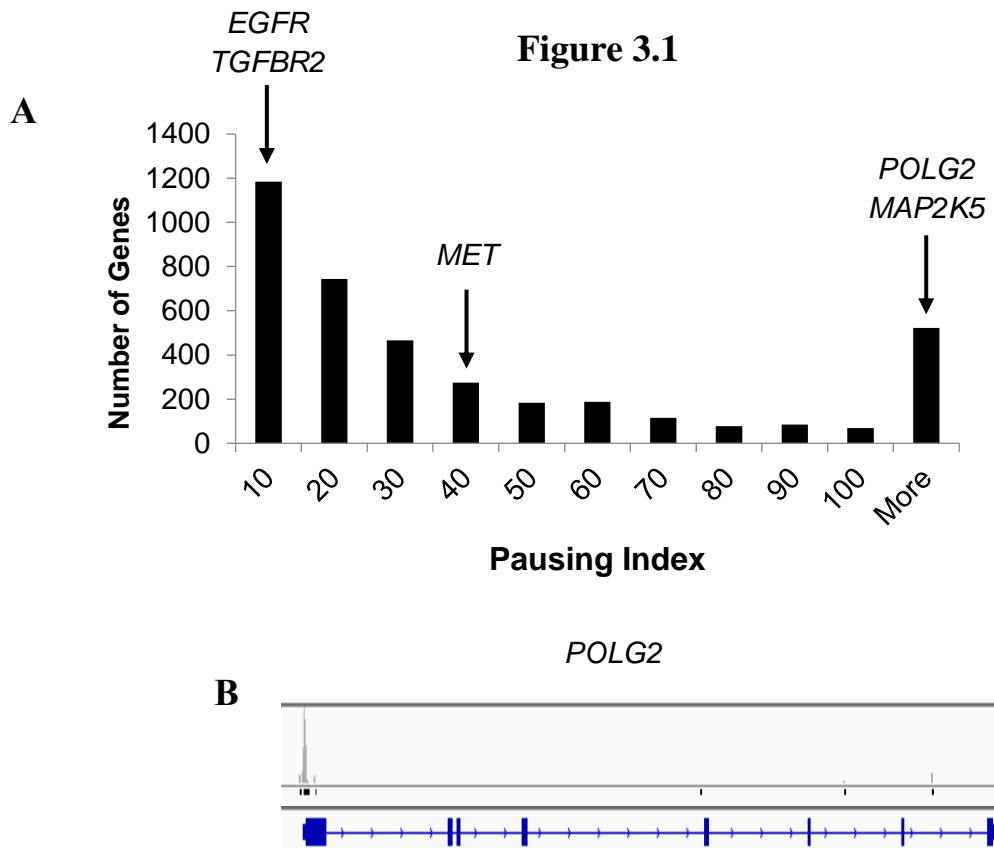 Figure 3.1
A
EGFR
TGFBR2
MET
POLG2
MAP2K5
Number of Genes
1400
1200
1000
800
600
400
200
0
10 20 30 40 50 60 70 80 90 100 More
Pausing Index
POLG2
B